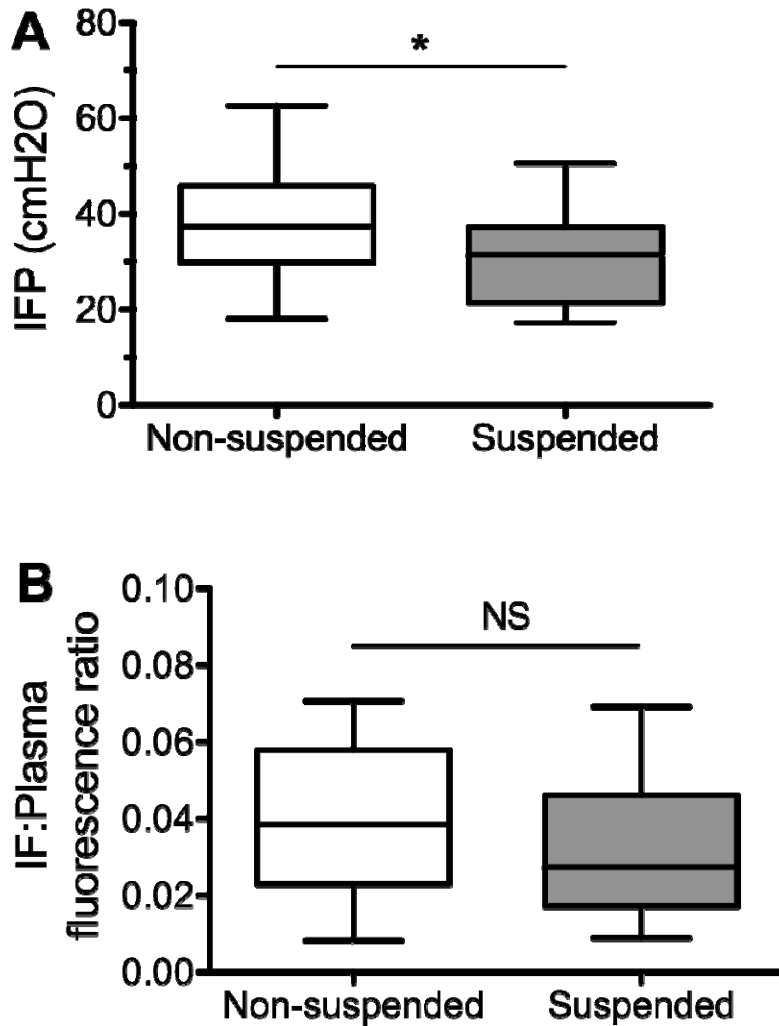 A
IFP (cmH2O)
80
60
40
20
0
*
Non-suspended
Suspended
B
IF:Plasma
fluorescence ratio
0.10
0.08
0.06
0.04
0.02
0.00
NS
Non-suspended
Suspended